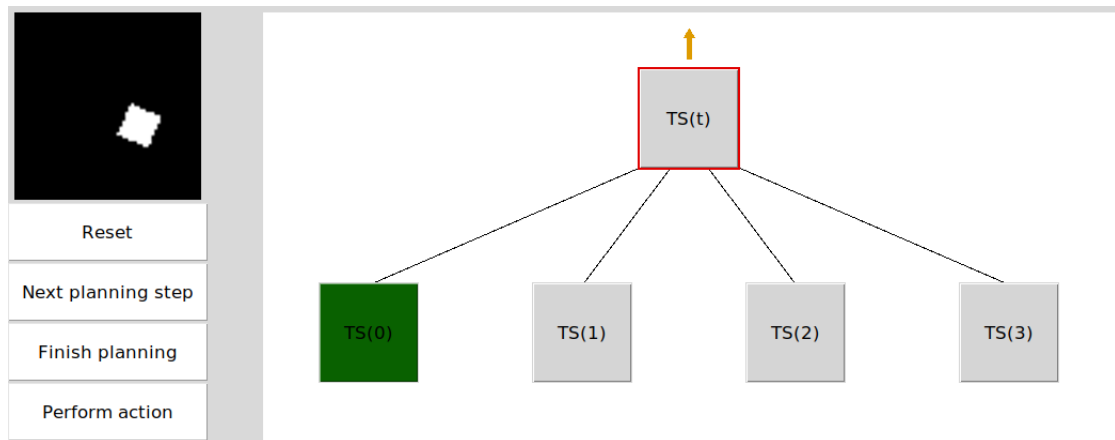 TS(t)
Reset
Next planning step
Finish planning
Perform action
TS(0)
TS(1)
TS(2)
TS(3)